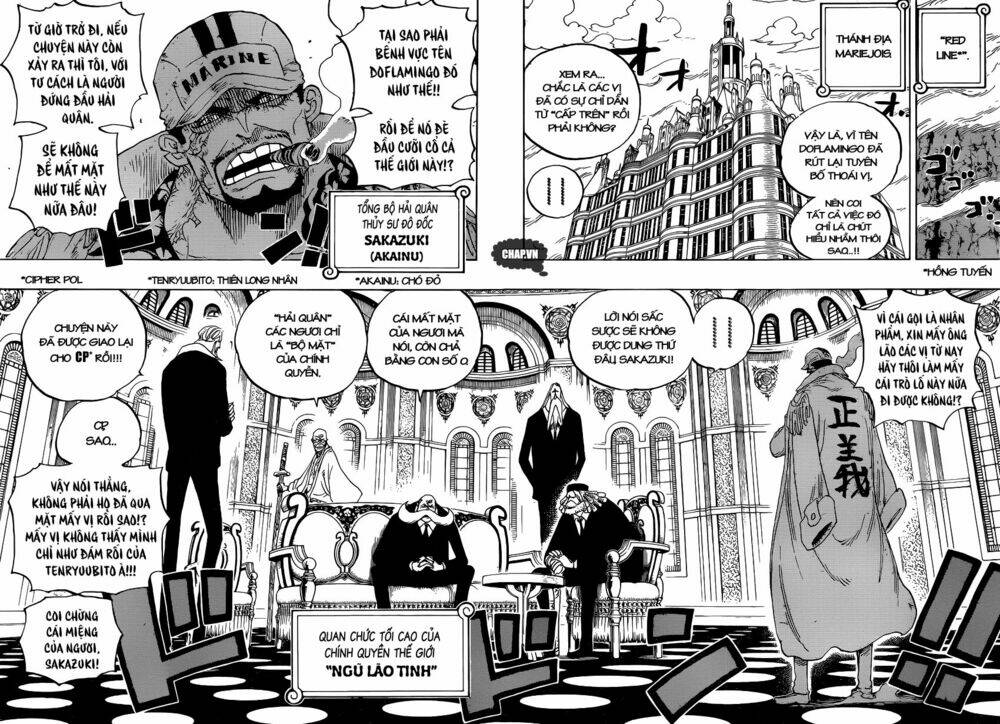 "RED
LINE*".
THÁNH ĐỊA
MARIEJOIS.
VẬY LÀ, VÌ TÊN
DOFLAMINGO ĐÃ
RÚT LẠI TUYÊN
BỐ THOÁI VỊ,
NÊN COI
TẤT CẢ VIỆC ĐÓ
CHỈ LÀ CHÚT
HIỂU NHẦM THÔI
SAO...!!
XEM RA...
CHẮC LÀ CÁC VỊ
ĐÃ CÓ SỰ CHỈ DẪN
TỪ "CẤP TRÊN" RỒI
PHẢI KHÔNG?
*HỒNG TUYẾN
CHAP.VN
TẠI SAO PHẢI
BÊNH VỰC TÊN
DOFLAMINGO ĐÓ
NHƯ THẾ!!
RỒI ĐỂ NÓ ĐÈ
ĐẦU CƯỠI CỔ CẢ
THẾ GIỚI NÀY!?
TỔNG BỘ HẢI QUÂN
THỦY SƯ ĐÔ ĐỐC
SAKAZUKI
(AKAINU)
TỪ GIỜ TRỞ ĐI, NẾU
CHUYỆN NÀY CÒN
XẢY RA THÌ TÔI, VỚI
TƯ CÁCH LÀ NGƯỜI
ĐỨNG ĐẦU HẢI
QUÂN.
SẼ KHÔNG
ĐỂ MẤT MẶT
NHƯ THẾ NÀY
NỮA ĐÂU!
MARINE
ゴゴゴ
オオオ
ドドン
*AKAINU: CHÓ ĐỎ
*TENRYUUBITO: THIÊN LONG NHÂN
*CIPHER POL
VÌ CÁI GỌI LÀ NHÂN
PHẨM, XIN MẤY ÔNG
LÃO CÁC VỊ TỪ NAY
HÃY THÔI LÀM MẤY
CÁI TRÒ LỐ NÀY NỮA
ĐI ĐƯỢC KHÔNG!?
正義
LỜI NÓI SẤC
SƯỢC SẼ KHÔNG
ĐƯỢC DUNG THỨ
ĐÂU, SAKAZUKI!
CÁI MẤT MẶT
CỦA NGƯƠI MÀ
NÓI, CÒN CHẢ
BẰNG CON SỐ 0.
"HẢI QUÂN"
CÁC NGƯƠI CHỈ
LÀ "BỘ MẶT"
CỦA CHÍNH
QUYỀN.
CHUYỆN NÀY
ĐÃ ĐƯỢC GIAO LẠI
CHO CP* RỒI!!!!
CP
SAO...
VẬY NÓI THẲNG,
KHÔNG PHẢI HỌ ĐÃ QUA
MẶT MẤY VỊ RỒI SAO!?
MẤY VỊ KHÔNG THẤY MÌNH
CHỈ NHƯ ĐÁM RỐI CỦA
TENRYUUBITO À!!!
COI CHỪNG
CÁI MIỆNG
CỦA NGƯƠI,
SAKAZUKI!
QUAN CHỨC TỐI CAO CỦA
CHÍNH QUYỀN THẾ GIỚI
"NGŨ LÃO TINH"